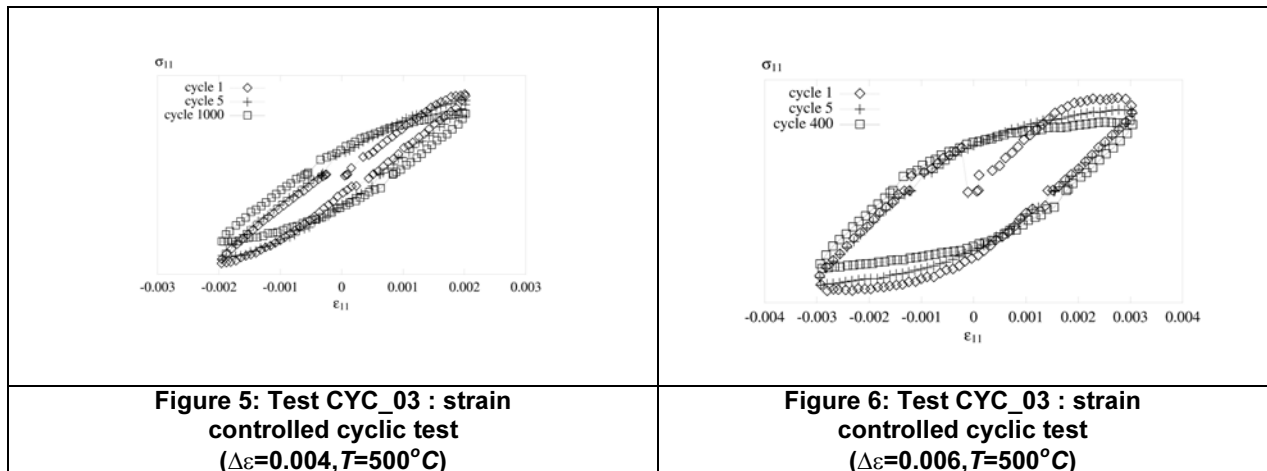 σ11
cycle 1
cycle 5
cycle 1000
-0.003 -0.002 -0.001 0 0.001 0.002 0.003
ε11
Figure 5: Test CYC_03 : strain
controlled cyclic test
(Δε=0.004,T=500°C)
σ11
cycle 1
cycle 5
cycle 400
-0.004 -0.003 -0.002 -0.001 0 0.001 0.002 0.003 0.004
ε11
Figure 6: Test CYC_03 : strain
controlled cyclic test
(Δε=0.006,T=500°C)